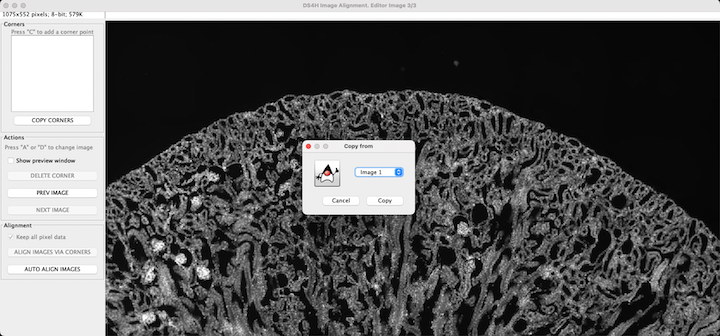 DS4H Image Alignment. Editor Image 3/3
1075x552 pixels; 8-bit; 579K
Corners
Press "C" to add a corner point
COPY CORNERS
Actions
Press "A" or "D" to change image
Show preview window
DELETE CORNER
PREV IMAGE
NEXT IMAGE
Alignment
Keep all pixel data
ALIGN IMAGES VIA CORNERS
AUTO ALIGN IMAGES
Copy from
Image 1
Cancel
Copy